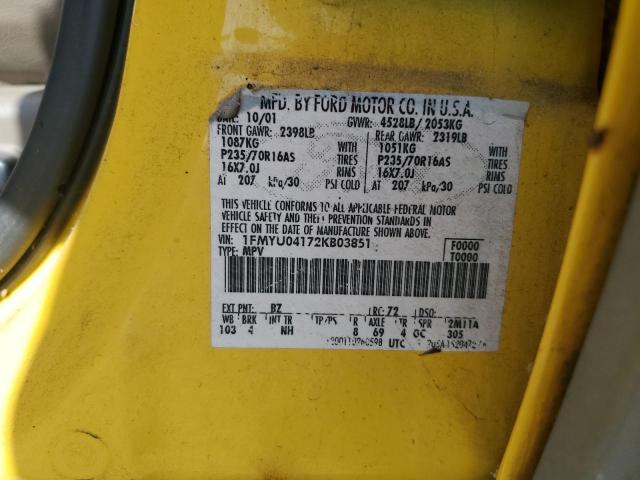 MFD. BY FORD MOTOR CO. IN U.S.A.
DATE: 10/01 GVWR: 4528LB / 2053KG
FRONT GAWR: 2398LB REAR GAWR: 2319LB
1087KG WITH 1051KG WITH
P235/70R16AS TIRES P235/70R16AS TIRES
16X7.0J RIMS 16X7.0J RIMS
AT 207 kPa/30 PSI COLD AT 207 kPa/30 PSI COLD
THIS VEHICLE CONFORMS TO ALL APPLICABLE FEDERAL MOTOR
VEHICLE SAFETY AND THEFT PREVENTION STANDARDS IN
EFFECT ON THE DATE OF MANUFACTURE SHOWN ABOVE.
VIN: 1FMYU04172KB03851 F0000
TYPE: MPV T0000
EXT PNT: BZ RC: 72 DSO:
WB BRK INT TR TP/PS R AXLE TR SPR 2M11A
103 4 NH 8 69 4 GC 305
UTC